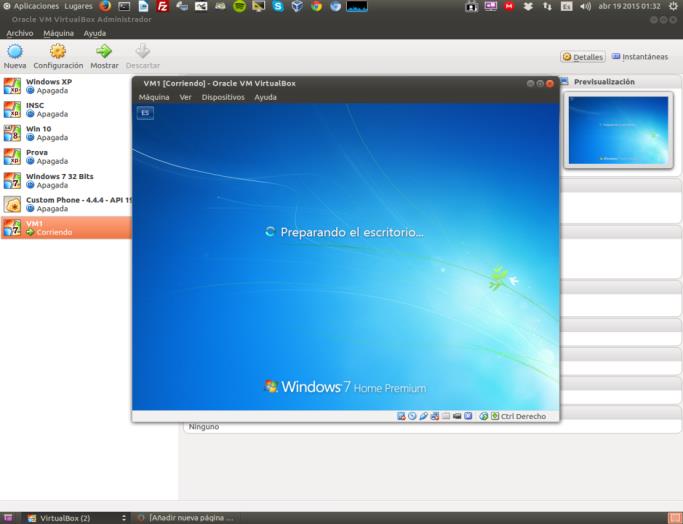 Aplicaciones Lugares Es abr 19 2015 01:32
Oracle VM VirtualBox Administrador
Archivo Máquina Ayuda
Nueva Configuración Mostrar Descartar
Detalles Instantáneas
Windows XP
Apagada
INSC
Apagada
Win 10
Apagada
Prova
Apagada
Windows 7 32 Bits
Apagada
Custom Phone - 4.4.4 - API 19
Apagada
VM1
Corriendo
VM1 [Corriendo] - Oracle VM VirtualBox
Máquina Ver Dispositivos Ayuda
ES
Preparando el escritorio...
Windows 7 Home Premium
Ctrl Derecho
Previsualización
Ninguno
VirtualBox (2)
[Añadir nueva página ...